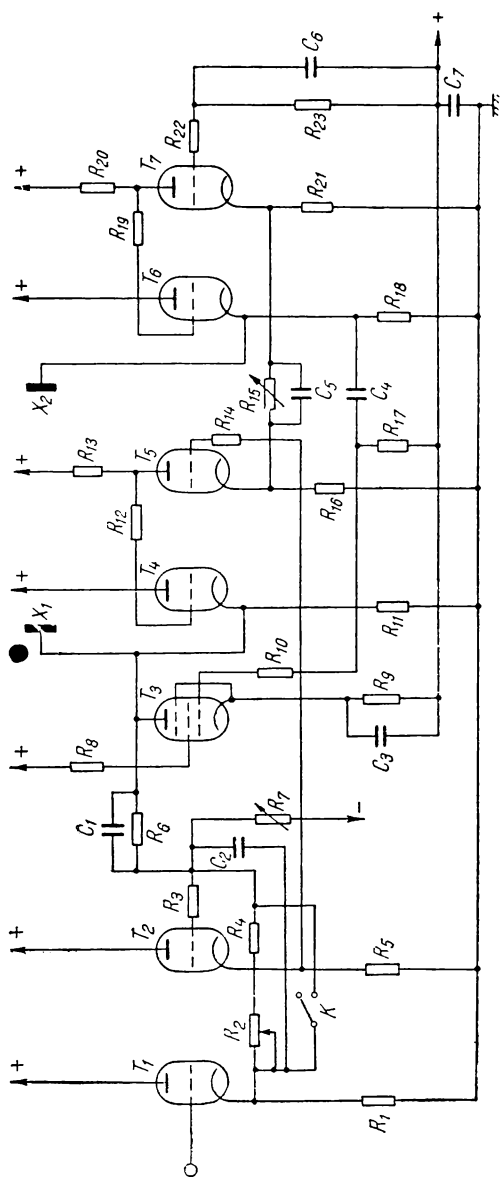 +
+
+
+
+
+
+
T1
T2
R8
T3
X1
T4
R12
R13
T5
X2
T6
R19
R20
T7
C1
R6
R3
R14
R15
R22
R2
R4
C2
R7
R10
C5
C6
K
−
C4
R23
R1
R5
C3
R9
R11
R16
R17
R18
R21
C7
+